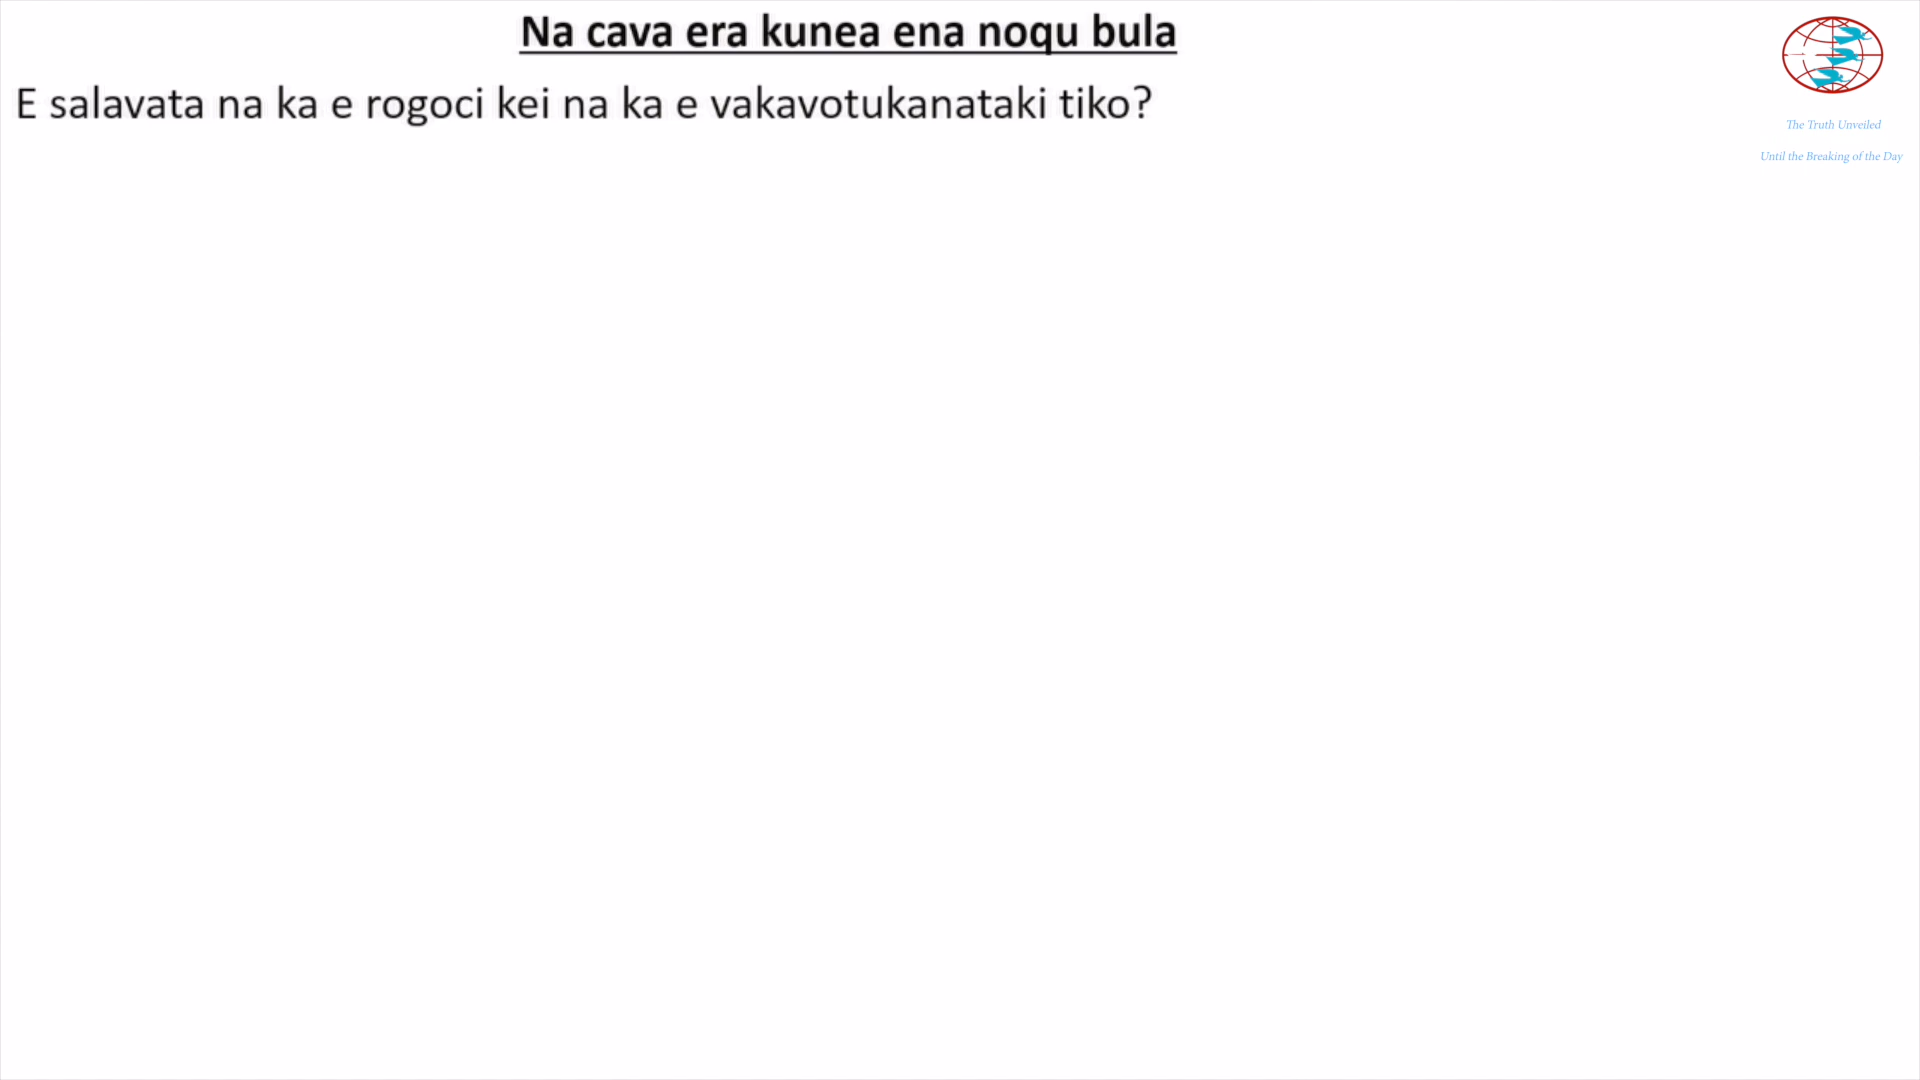 Na cava era kunea ena noqu bula
E salavata na ka e rogoci kei na ka e vakavotukanataki tiko?
The Truth Unveiled
Until the Breaking of the Day